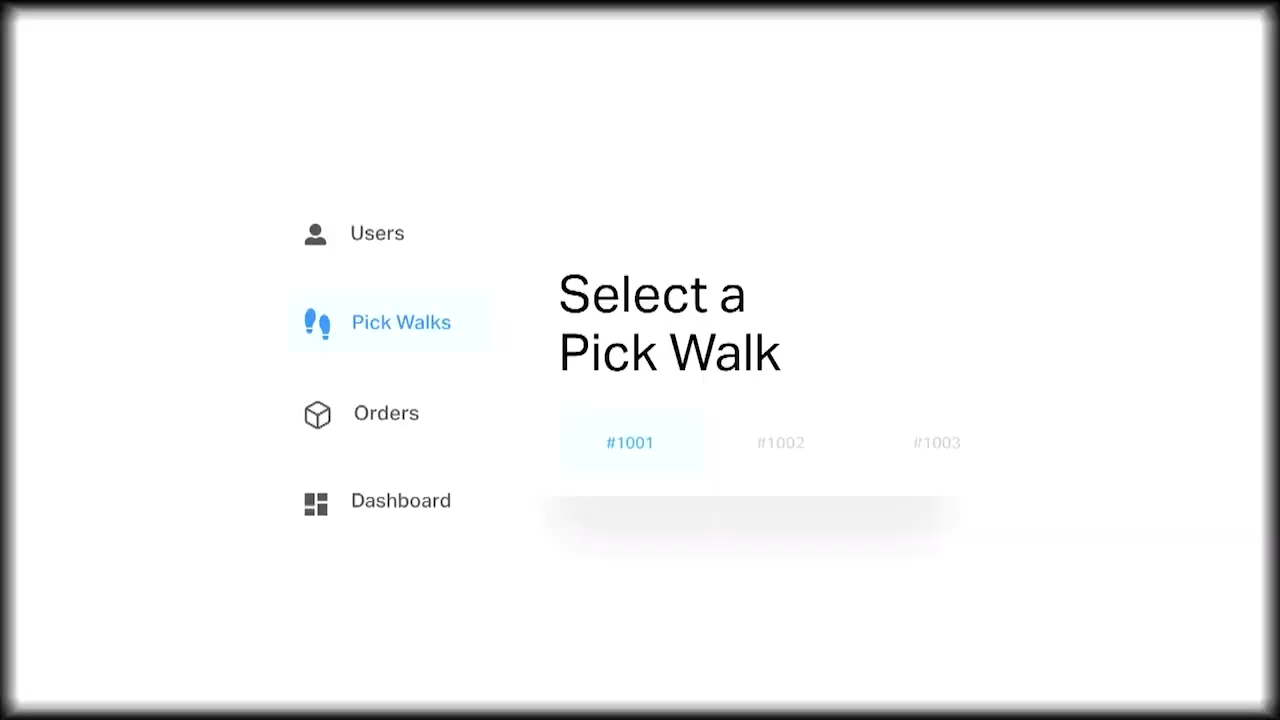 Users
Pick Walks
Orders
Dashboard
Select a
Pick Walk
#1001
#1002
#1003